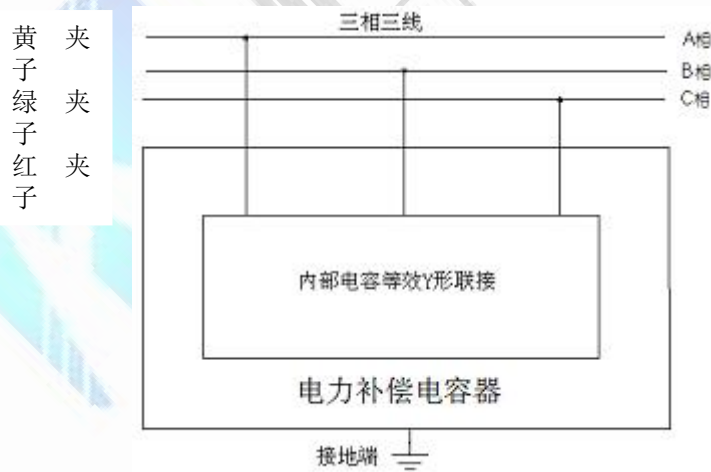 黄 夹
子
绿 夹
子
红 夹
子
三相三线
A相
B相
C相
内部电容等效Y形联接
电力补偿电容器
接地端